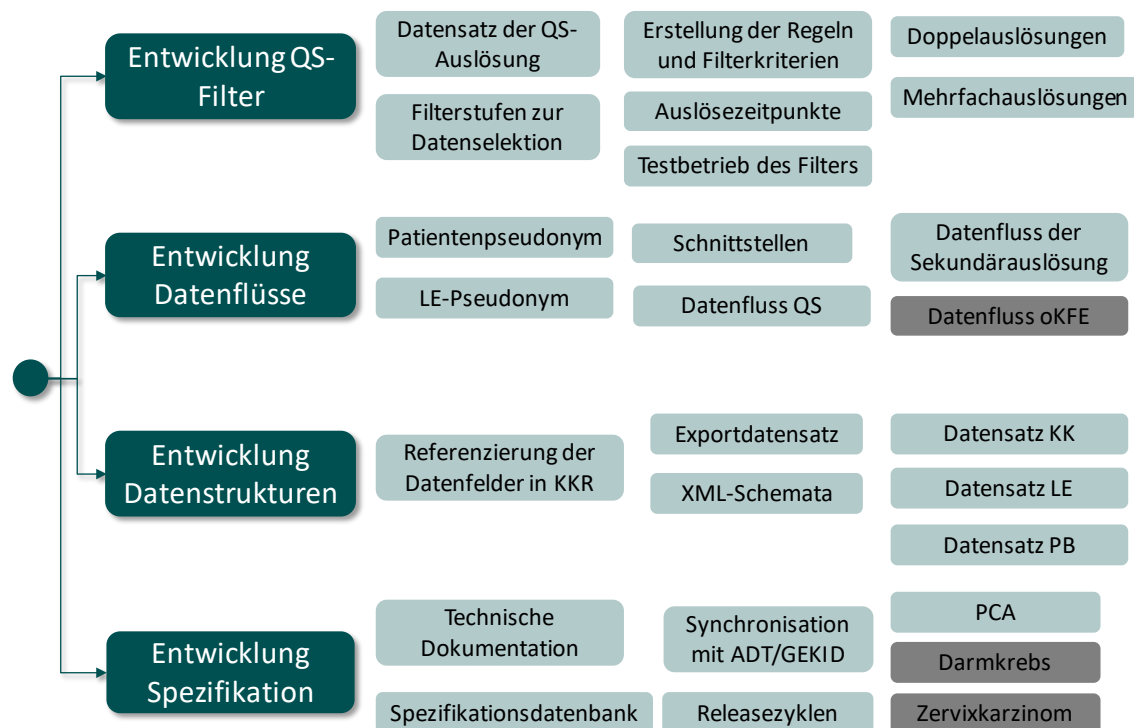 Entwicklung QS-
Filter
Datensatz der QS-
Auslösung
Erstellung der Regeln
und Filterkriterien
Doppelauslösungen
Filterstufen zur
Datenselektion
Auslösezeitpunkte
Mehrfachauslösungen
Testbetrieb des Filters
Entwicklung
Datenflüsse
Patientenpseudonym
Schnittstellen
Datenfluss der
Sekundärauslösung
LE-Pseudonym
Datenfluss QS
Datenfluss oKFE
Entwicklung
Datenstrukturen
Referenzierung der
Datenfelder in KKR
Exportdatensatz
Datensatz KK
XML-Schemata
Datensatz LE
Datensatz PB
Entwicklung
Spezifikation
Technische
Dokumentation
Synchronisation
mit ADT/GEKID
PCA
Darmkrebs
Spezifikationsdatenbank
Releasezyklen
Zervixkarzinom